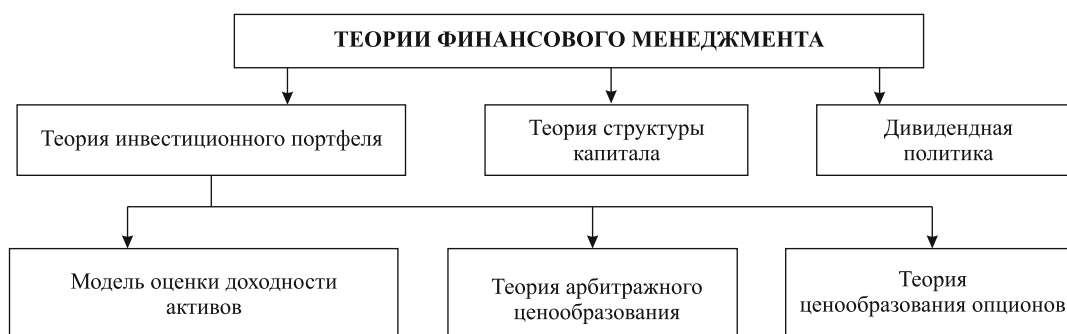 ТЕОРИИ ФИНАНСОВОГО МЕНЕДЖМЕНТА
Теория инвестиционного портфеля
Теория структуры
капитала
Дивидендная
политика
Модель оценки доходности
активов
Теория арбитражного
ценообразования
Теория
ценообразования опционов